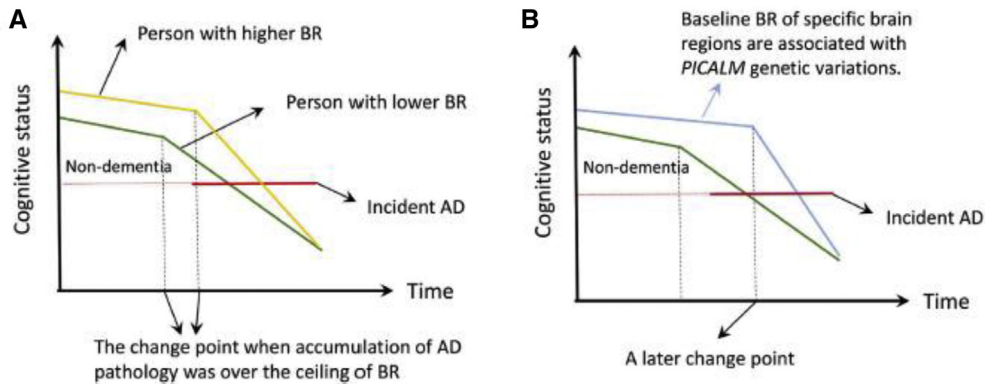 A
Person with higher BR
Person with lower BR
Cognitive status
Non-dementia
Incident AD
Time
The change point when accumulation of AD
pathology was over the ceiling of BR
B
Baseline BR of specific brain
regions are associated with
PICALM genetic variations.
Cognitive status
Non-dementia
Incident AD
Time
A later change point